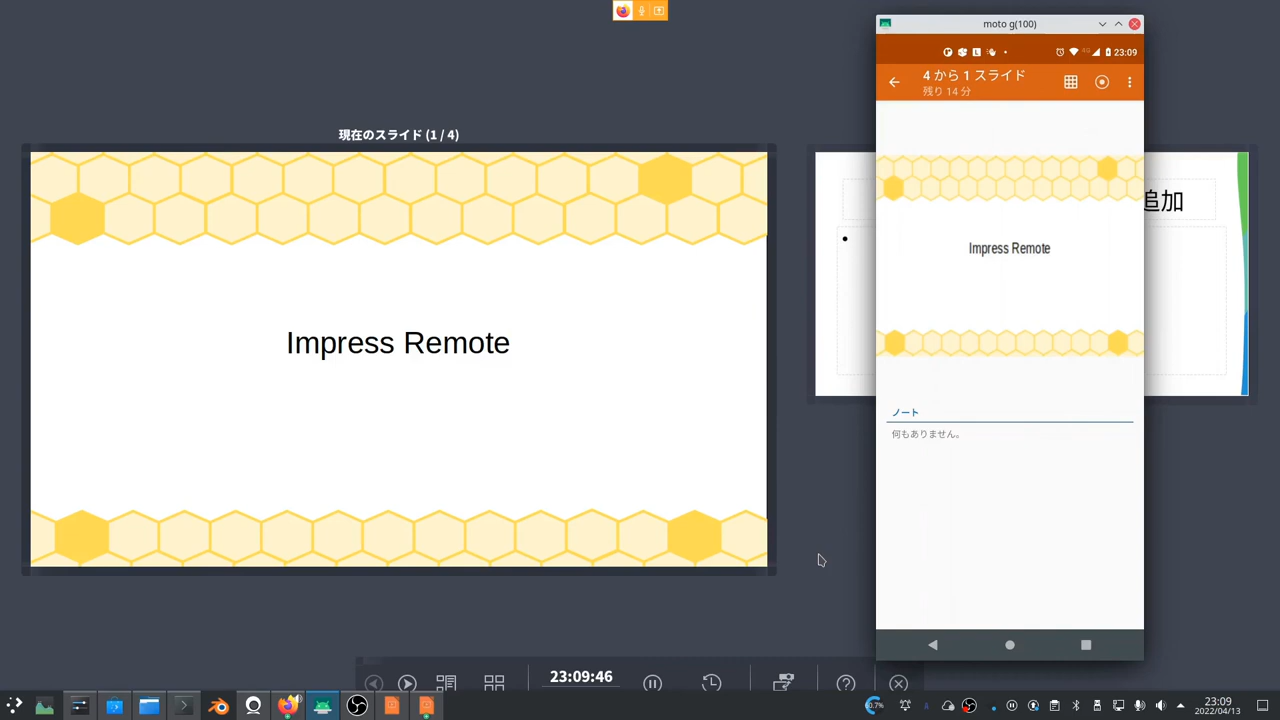 moto g(100)
23:09
4 から 1 スライド
残り 14 分
現在のスライド (1 / 4)
Impress Remote
追加
Impress Remote
ノート
何もありません。
23:09:46
23:09
2022/04/13